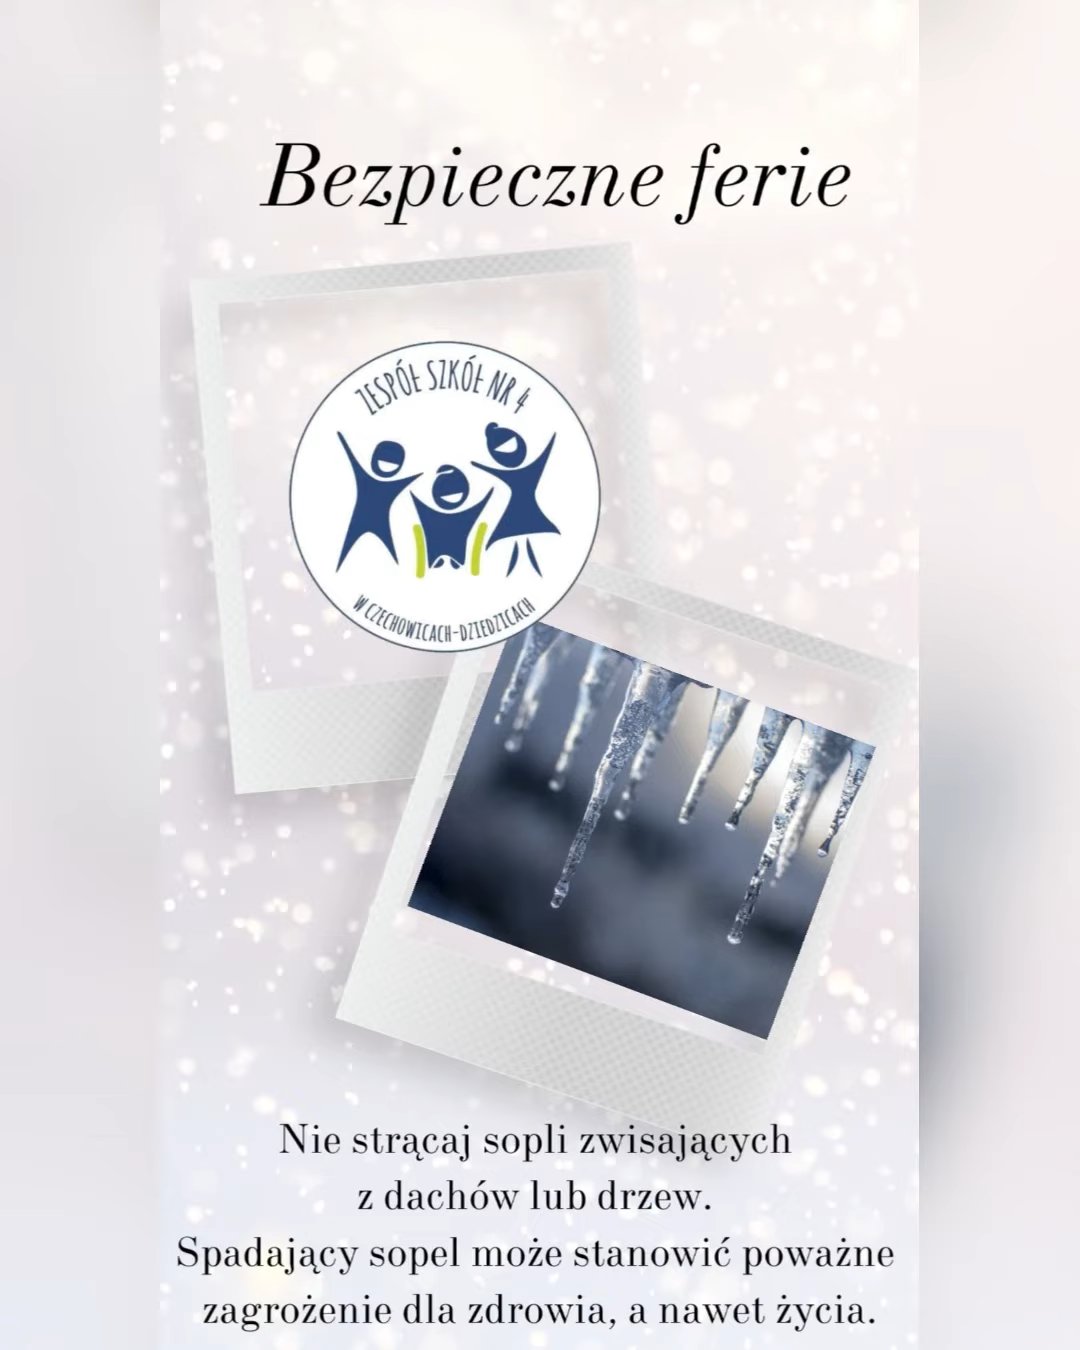 Bezpieczne ferie
ZESPÓŁ SZKÓŁ NR 4
W CZECHOWICACH-DZIEDZICACH
Nie strącaj sopli zwisających
z dachów lub drzew.
Spadający sopel może stanowić poważne
zagrożenie dla zdrowia, a nawet życia.